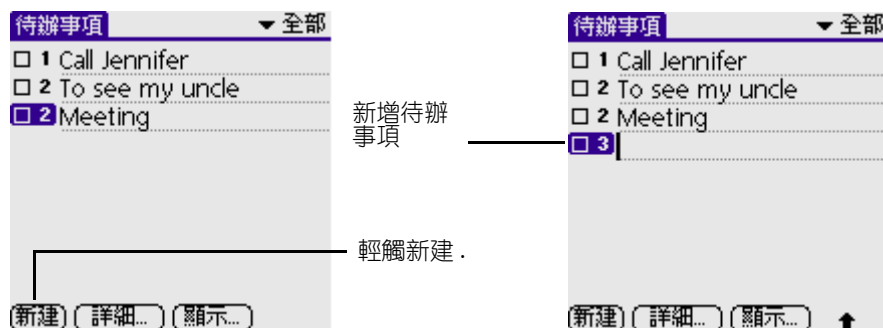 待辦事項 全部
1 Call Jennifer
2 To see my uncle
2 Meeting
新建 詳細... 顯示...
新增待辦
事項
輕觸新建 .
待辦事項 全部
1 Call Jennifer
2 To see my uncle
2 Meeting
3
新建 詳細... 顯示...